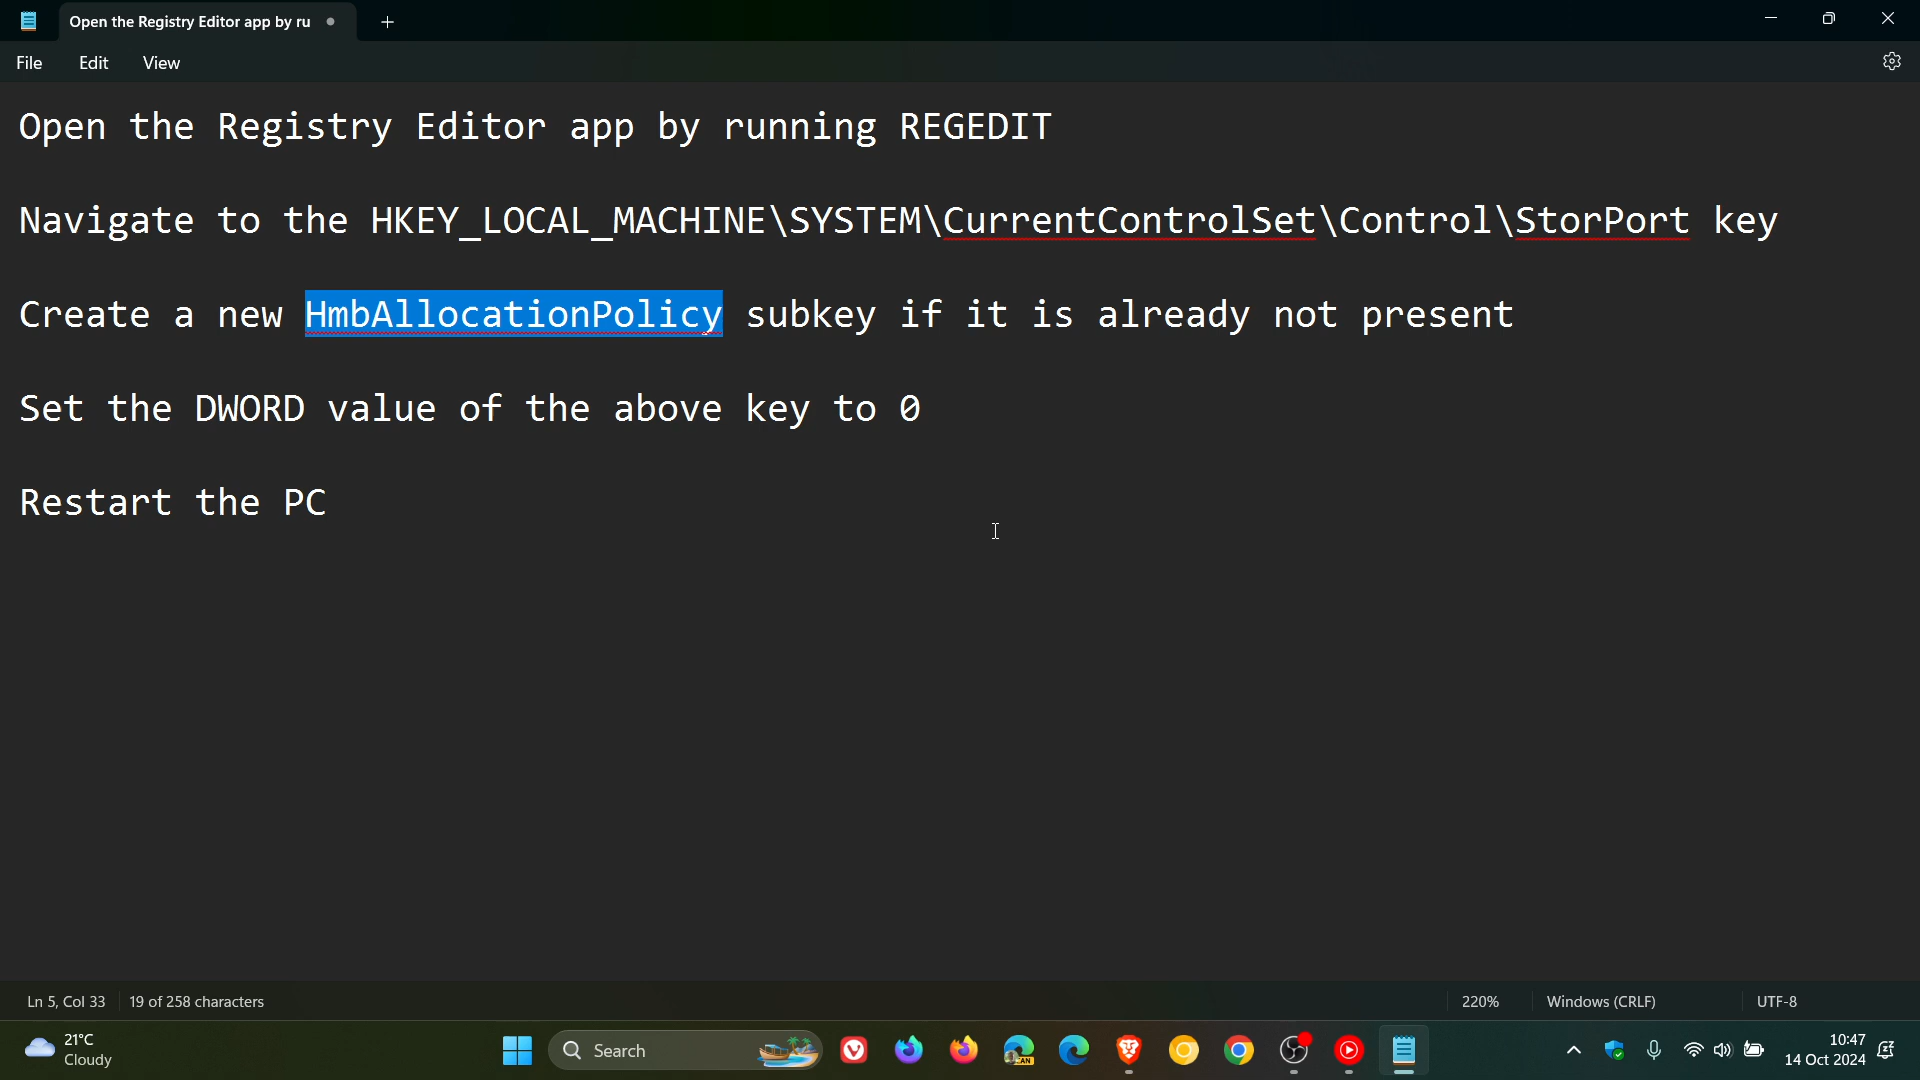 Open the Registry Editor app by ru
File Edit View
Open the Registry Editor app by running REGEDIT
Navigate to the HKEY_LOCAL_MACHINE\SYSTEM\CurrentControlSet\Control\StorPort key
Create a new HmbAllocationPolicy subkey if it is already not present
Set the DWORD value of the above key to 0
Restart the PC
Ln 5, Col 33 19 of 258 characters 220% Windows (CRLF) UTF-8
21°C
Cloudy
Search
10:47
14 Oct 2024